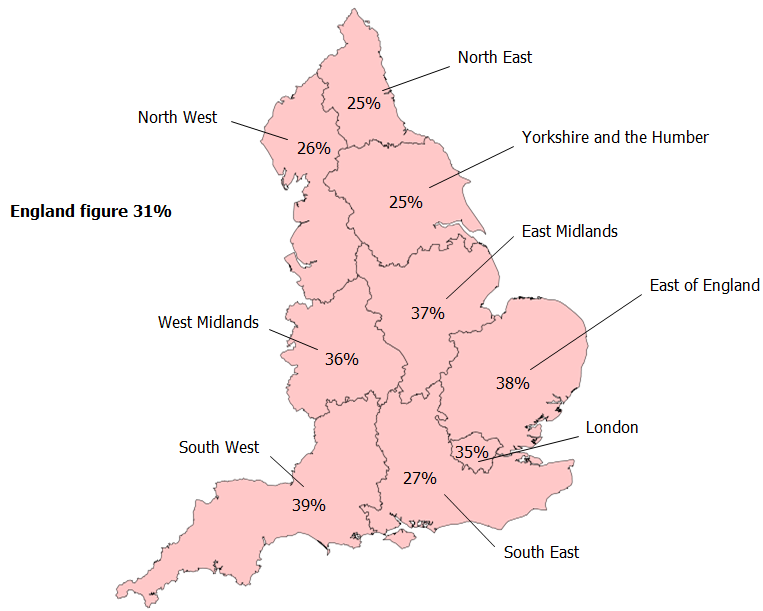 North East
25%
North West
26%
Yorkshire and the Humber
25%
England figure 31%
East Midlands
37%
East of England
38%
West Midlands
36%
London
35%
South West
39%
27%
South East